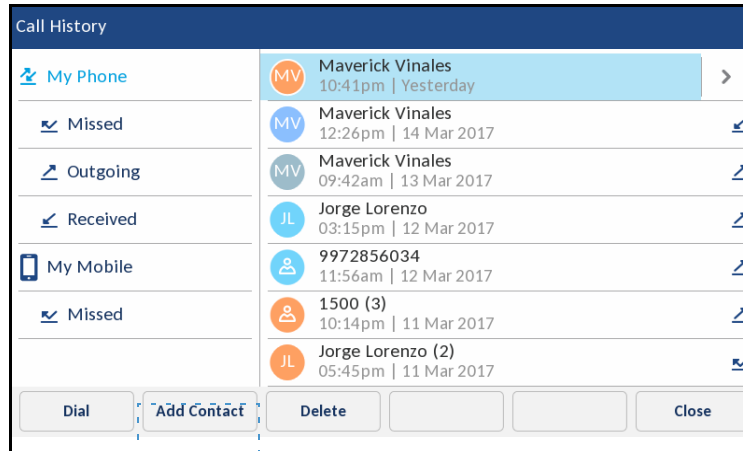 Call History
My Phone
Missed
Outgoing
Received
My Mobile
Missed
MV
Maverick Vinales
10:41pm | Yesterday
MV
Maverick Vinales
12:26pm | 14 Mar 2017
MV
Maverick Vinales
09:42am | 13 Mar 2017
JL
Jorge Lorenzo
03:15pm | 12 Mar 2017
9972856034
11:56am | 12 Mar 2017
1500 (3)
10:14pm | 11 Mar 2017
JL
Jorge Lorenzo (2)
05:45pm | 11 Mar 2017
Dial
Add Contact
Delete
Close